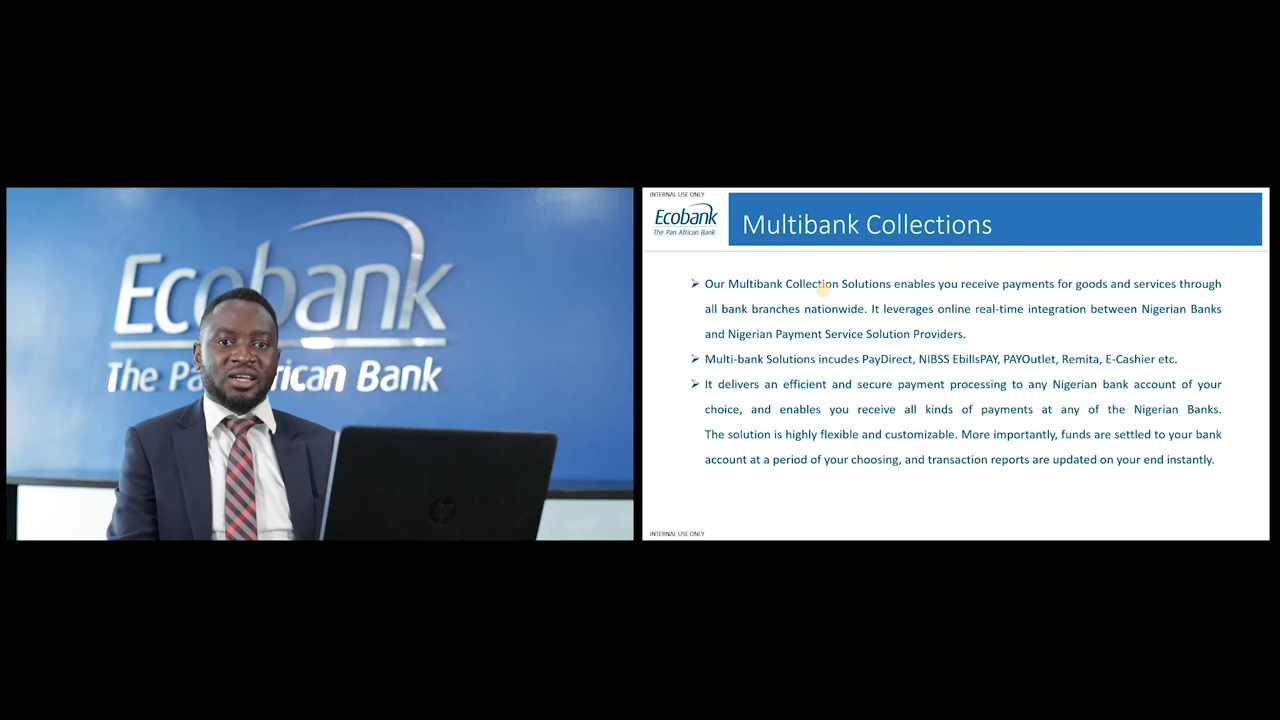 Ecobank
The Pa rican Bank
INTERNAL USE ONLY
Ecobank
The Pan African Bank
Multibank Collections
➢ Our Multibank Collection Solutions enables you receive payments for goods and services through
all bank branches nationwide. It leverages online real-time integration between Nigerian Banks
and Nigerian Payment Service Solution Providers.
➢ Multi-bank Solutions incudes PayDirect, NIBSS EbillsPAY, PAYOutlet, Remita, E-Cashier etc.
➢ It delivers an efficient and secure payment processing to any Nigerian bank account of your
choice, and enables you receive all kinds of payments at any of the Nigerian Banks.
The solution is highly flexible and customizable. More importantly, funds are settled to your bank
account at a period of your choosing, and transaction reports are updated on your end instantly.
INTERNAL USE ONLY